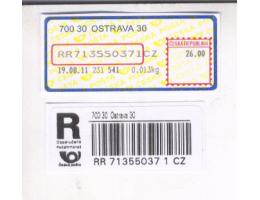 700 30 OSTRAVA 30
ČESKÁ REPUBLIKA
RR713550371CZ
26.00
19.08.11 231 541 0.013kg
R
700 30 Ostrava 30
Doporučeně
Recommandé
Česká pošta
RR 71355037 1 CZ